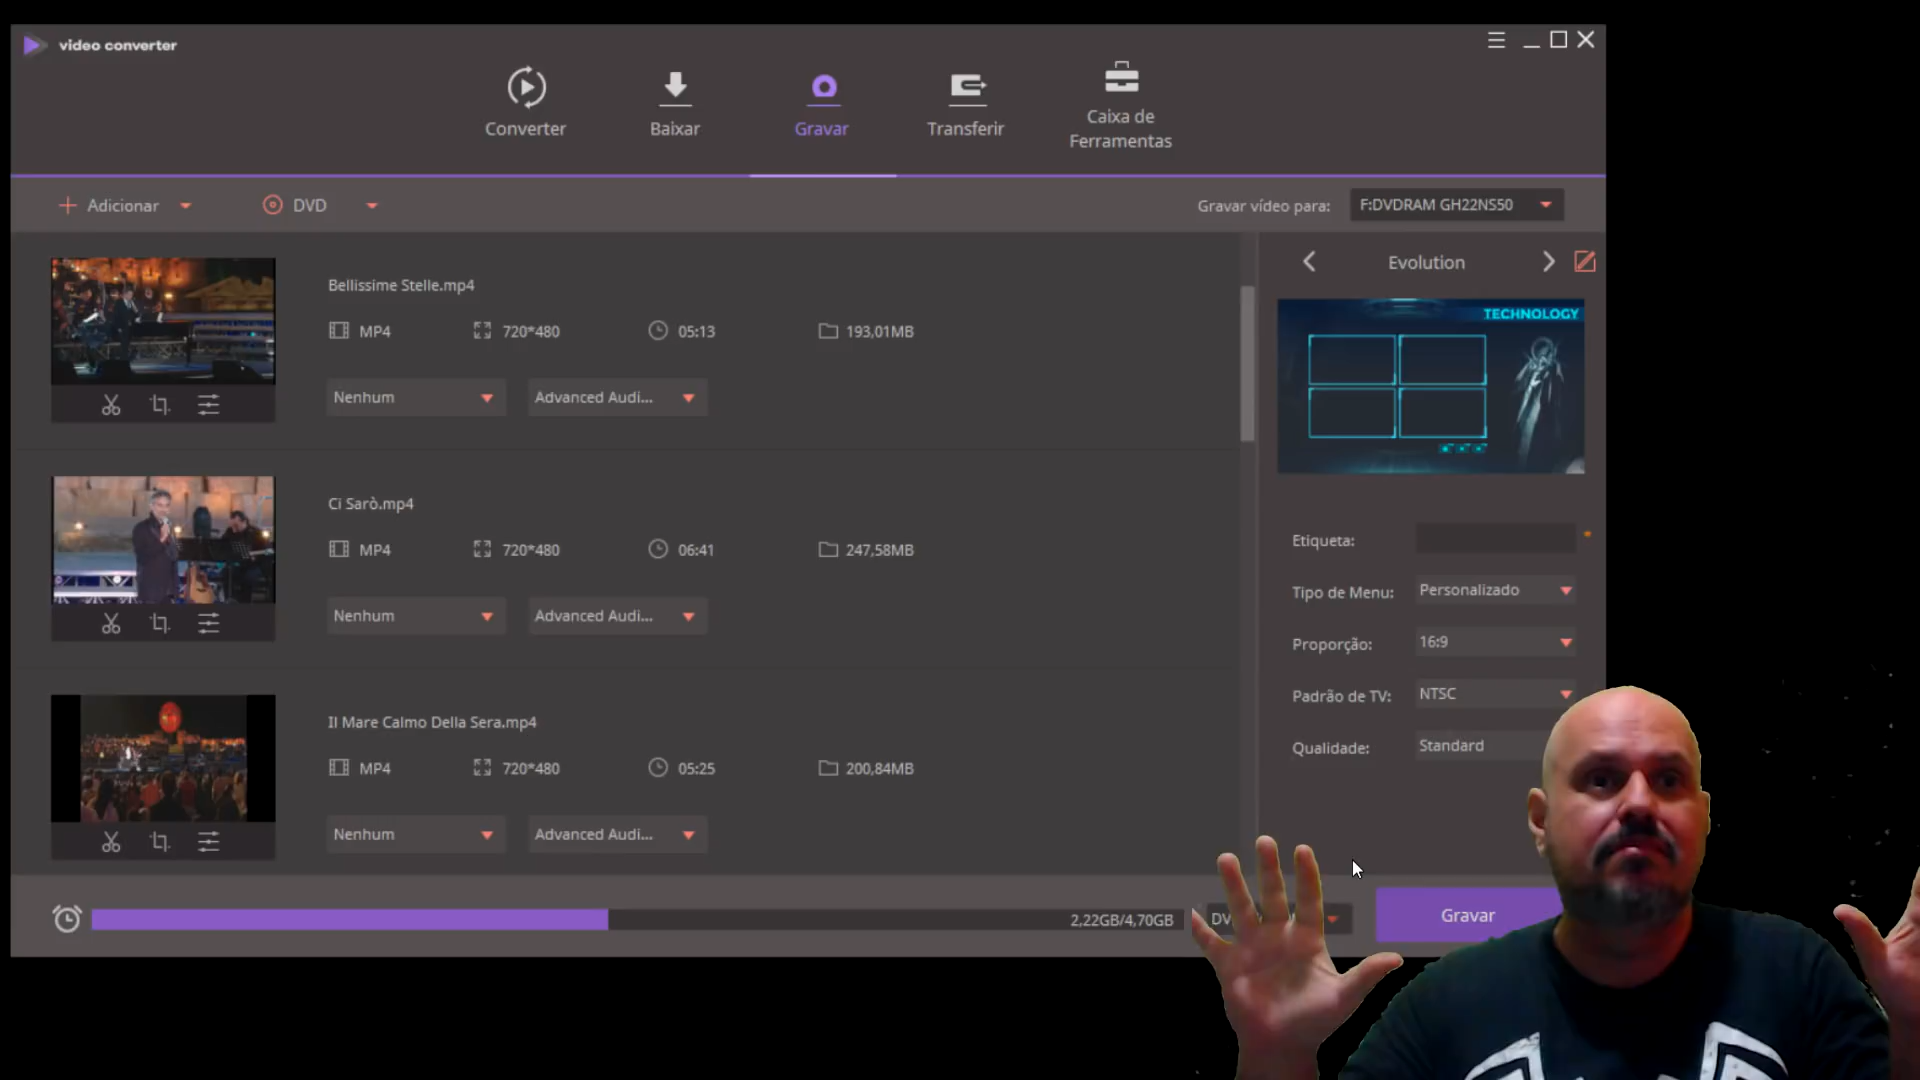 video converter
Converter
Baixar
Gravar
Transferir
Caixa de
Ferramentas
Adicionar
DVD
Gravar vídeo para:
F:DVDRAM GH22NS50
Bellissime Stelle.mp4
MP4
720*480
05:13
193,01MB
Nenhum
Advanced Audi...
Ci Sarò.mp4
MP4
720*480
06:41
247,58MB
Nenhum
Advanced Audi...
Il Mare Calmo Della Sera.mp4
MP4
720*480
05:25
200,84MB
Nenhum
Advanced Audi...
Evolution
TECHNOLOGY
Etiqueta:
Tipo de Menu:
Personalizado
Proporção:
16:9
Padrão de TV:
NTSC
Qualidade:
Standard
2,22GB/4,70GB
Gravar